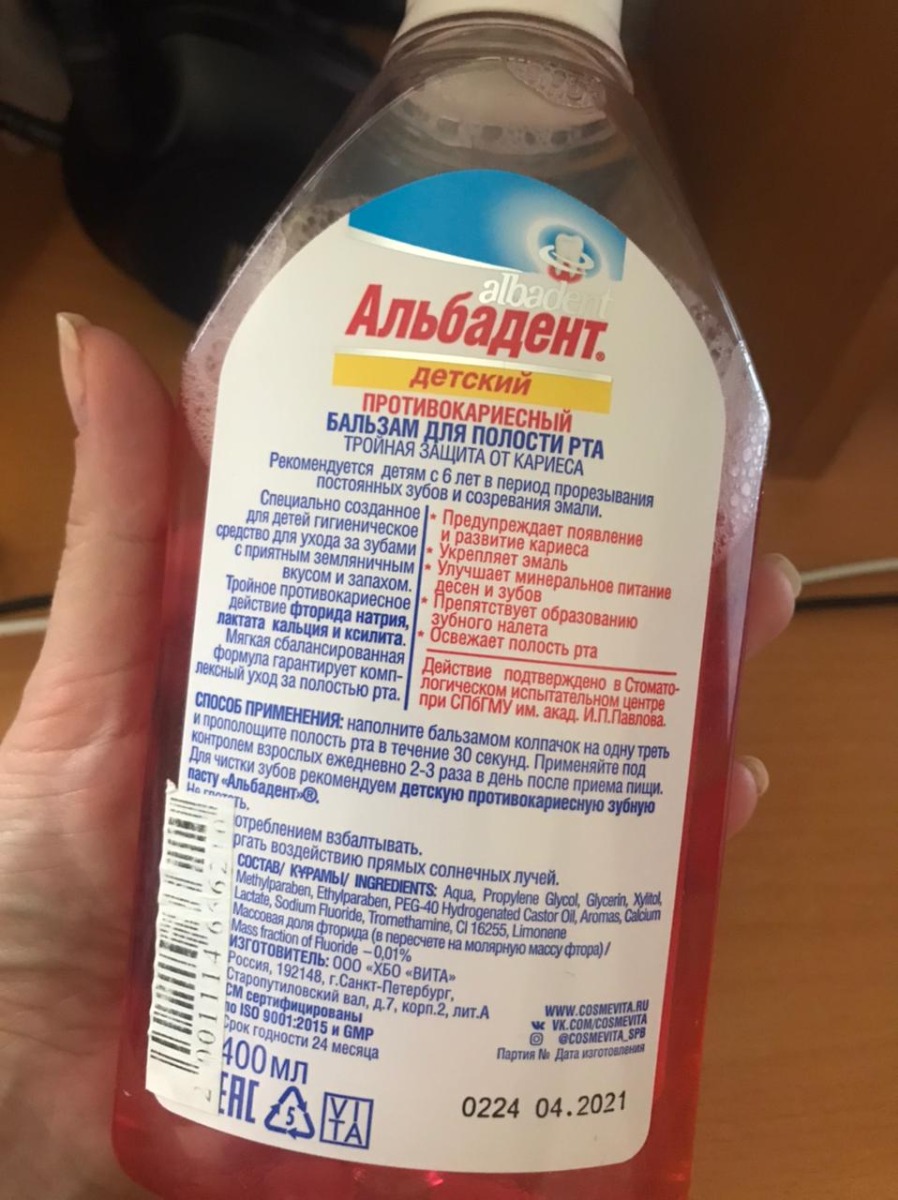 albadent
Альбадент®
детский
ПРОТИВОКАРИЕСНЫЙ
БАЛЬЗАМ ДЛЯ ПОЛОСТИ РТА
ТРОЙНАЯ ЗАЩИТА ОТ КАРИЕСА
Рекомендуется детям с 6 лет в период прорезывания
постоянных зубов и созревания эмали.
Специально созданное
для детей гигиеническое
средство для ухода за зубами
с приятным земляничным
вкусом и запахом.
Тройное противокариесное
действие фторида натрия,
лактата кальция и ксилита.
Мягкая сбалансированная
формула гарантирует комп-
лексный уход за полостью рта.
* Предупреждает появление
и развитие кариеса
* Укрепляет эмаль
* Улучшает минеральное питание
десен и зубов
* Препятствует образованию
зубного налета
* Освежает полость рта
Действие подтверждено в Стомато-
логическом испытательном центре
при СПбГМУ им. акад. И.П.Павлова.
СПОСОБ ПРИМЕНЕНИЯ: наполните бальзамом колпачок на одну треть
и прополощите полость рта в течение 30 секунд. Применяйте под
контролем взрослых ежедневно 2-3 раза в день после приема пищи.
Для чистки зубов рекомендуем детскую противокариесную зубную
пасту «Альбадент»®.
Не
отреблением взбалтывать.
ргать воздействию прямых солнечных лучей.
СОСТАВ/ ҚҰРАМЫ/ INGREDIENTS: Aqua, Propylene Glycol, Glycerin, Xylitol,
Methylparaben, Ethylparaben, PEG-40 Hydrogenated Castor Oil, Aromas, Calcium
Lactate, Sodium Fluoride, Tromethamine, CI 16255, Limonene
Массовая доля фторида (в пересчете на молярную массу фтора) /
Mass fraction of Fluoride – 0,01%
ИЗГОТОВИТЕЛЬ: ООО «ХБО «ВИТА»
Россия, 192148, г.Санкт-Петербург,
Старопутиловский вал, д.7, корп.2, лит.А
СМ сертифицированы
по ISO 9001:2015 и GMP
Срок годности 24 месяца
400 мл
WWW.COSMEVITA.RU
VK.COM/COSMEVITA
@COSMEVITA_SPB
Партия № Дата изготовления
0224 04.2021
EAC
5
VITA